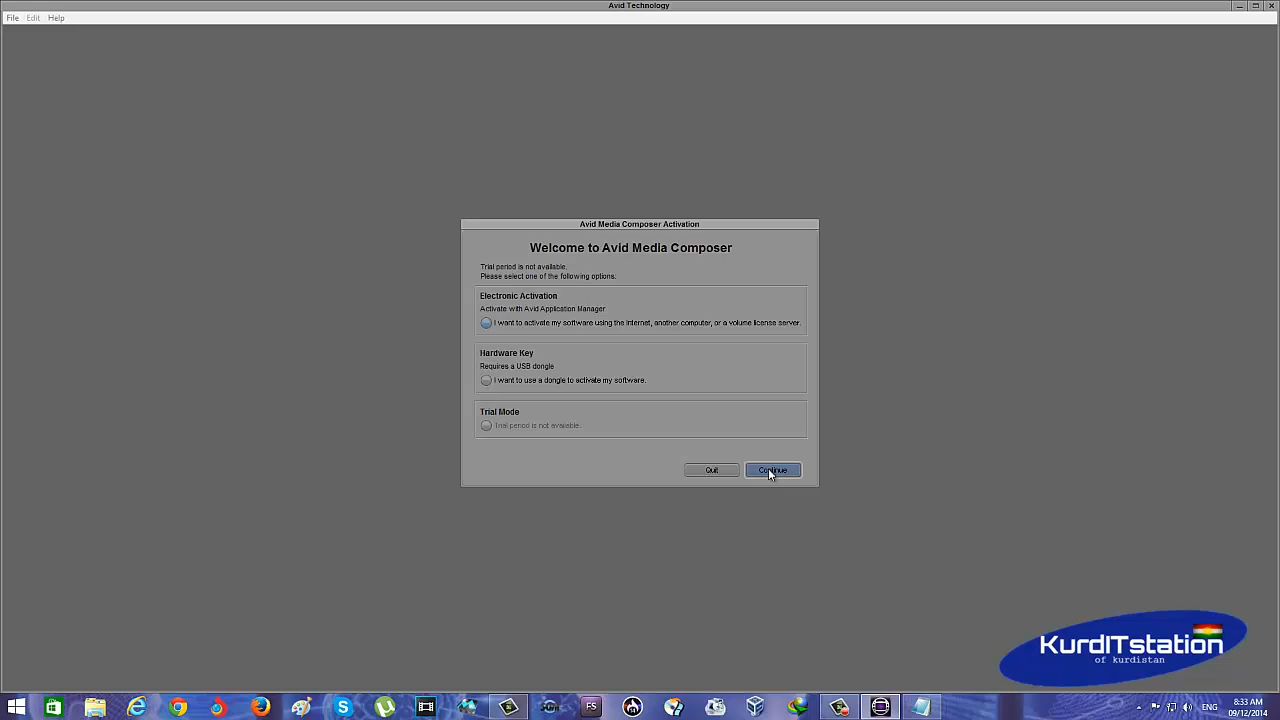 Avid Technology
File Edit Help
Avid Media Composer Activation
Welcome to Avid Media Composer
Trial period is not available.
Please select one of the following options:
Electronic Activation
Activate with Avid Application Manager
I want to activate my software using the Internet, another computer, or a volume license server.
Hardware Key
Requires a USB dongle
I want to use a dongle to activate my software.
Trial Mode
Trial period is not available.
Quit Continue
KurdITstation
of kurdistan
FS
ENG
8:33 AM
09/12/2014